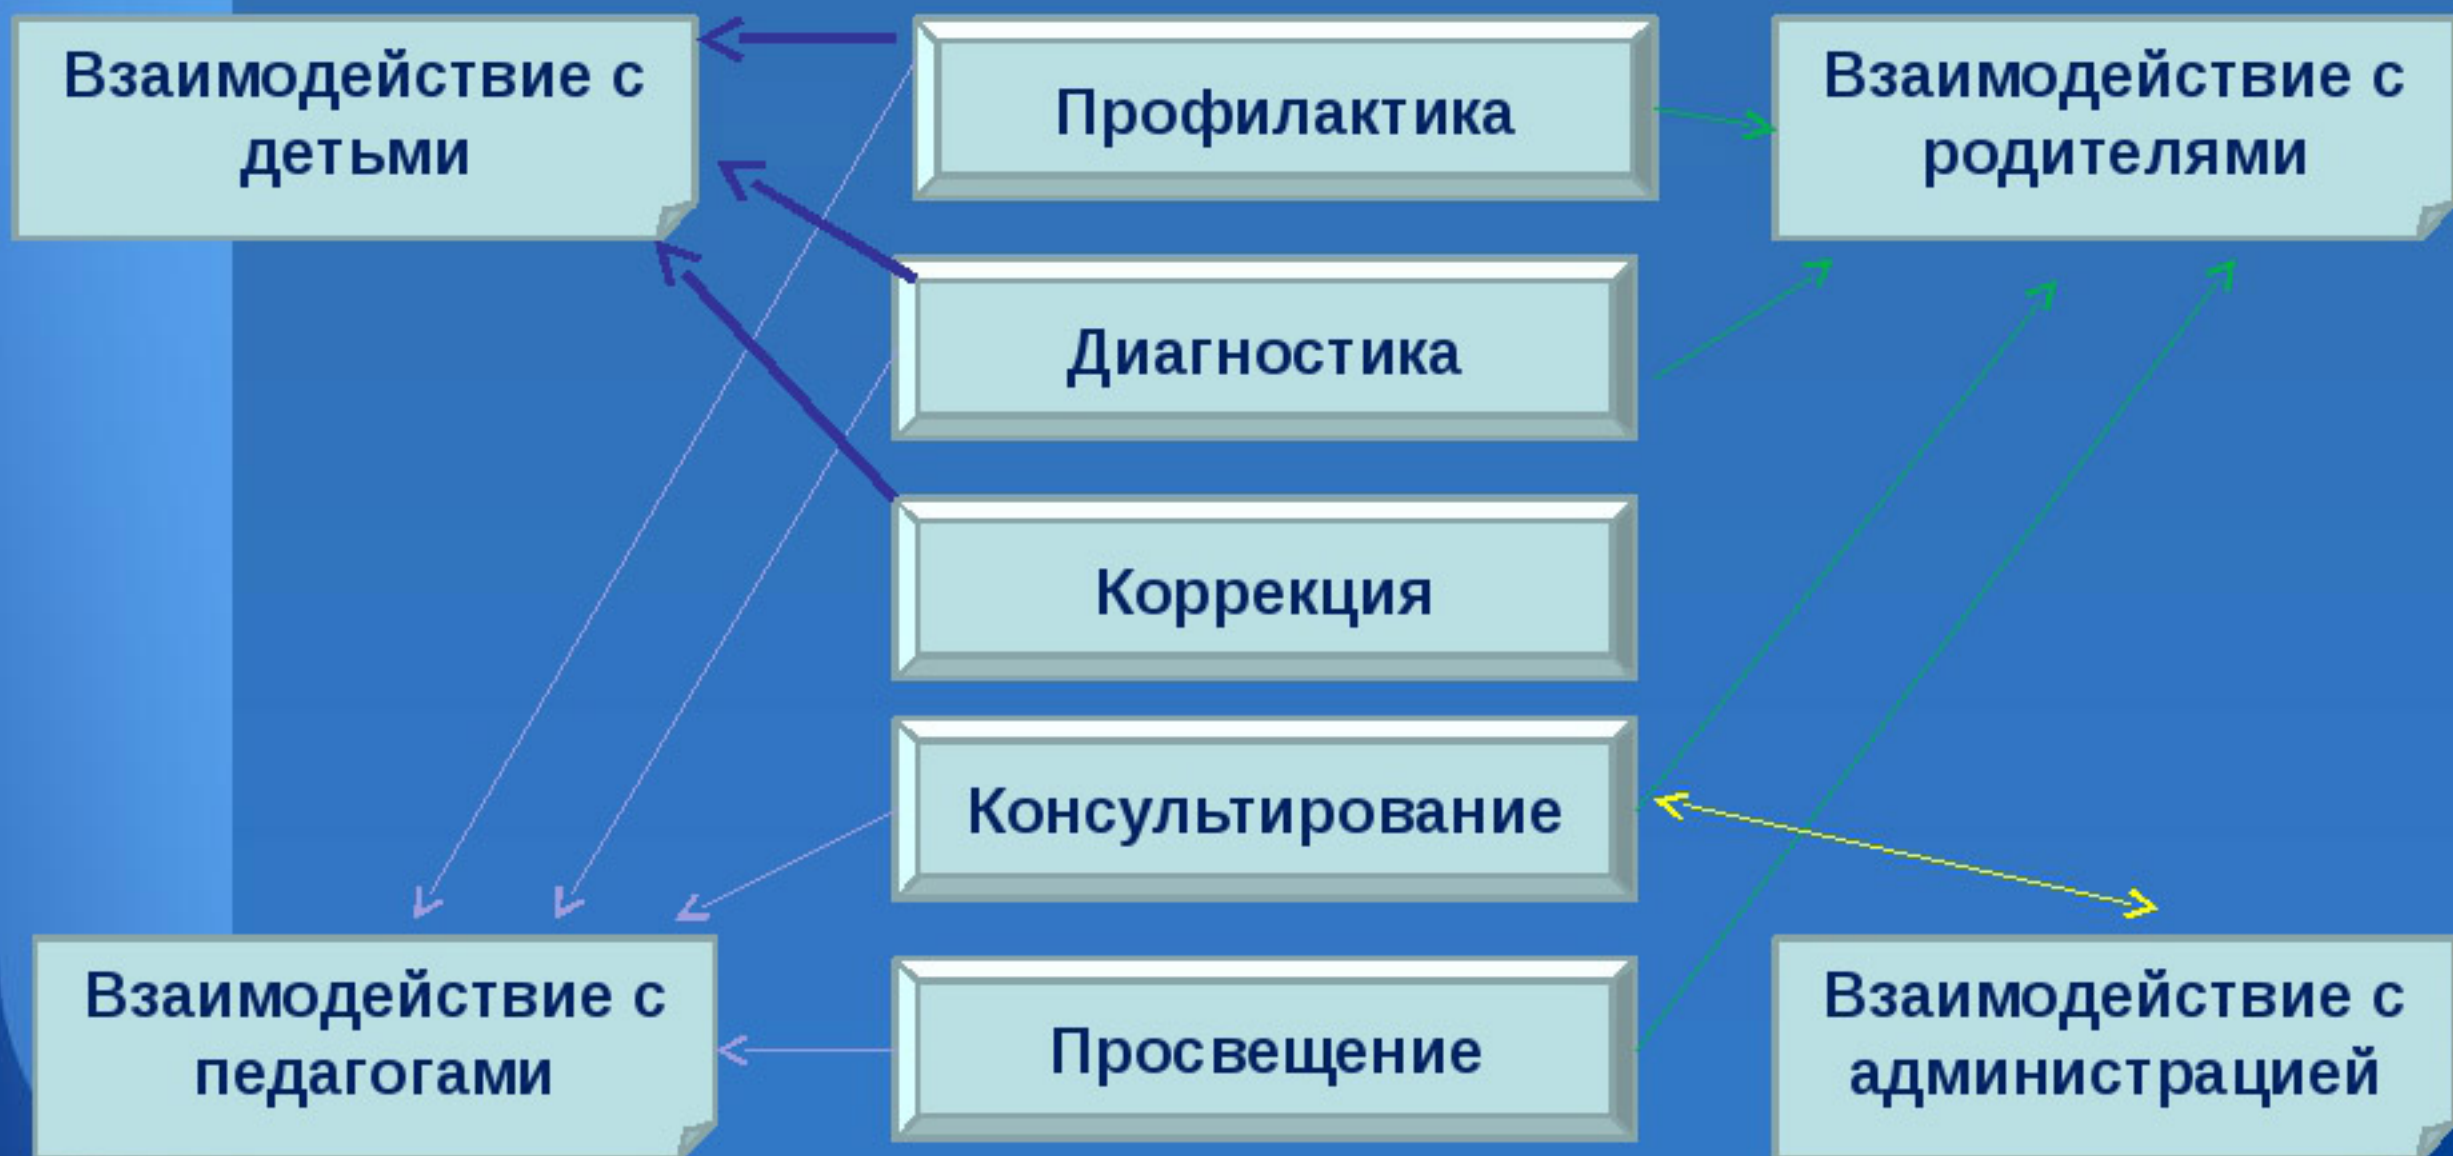 Взаимодействие с
детьми
Профилактика
Взаимодействие с
родителями
Диагностика
Коррекция
Консультирование
Взаимодействие с
педагогами
Просвещение
Взаимодействие с
администрацией